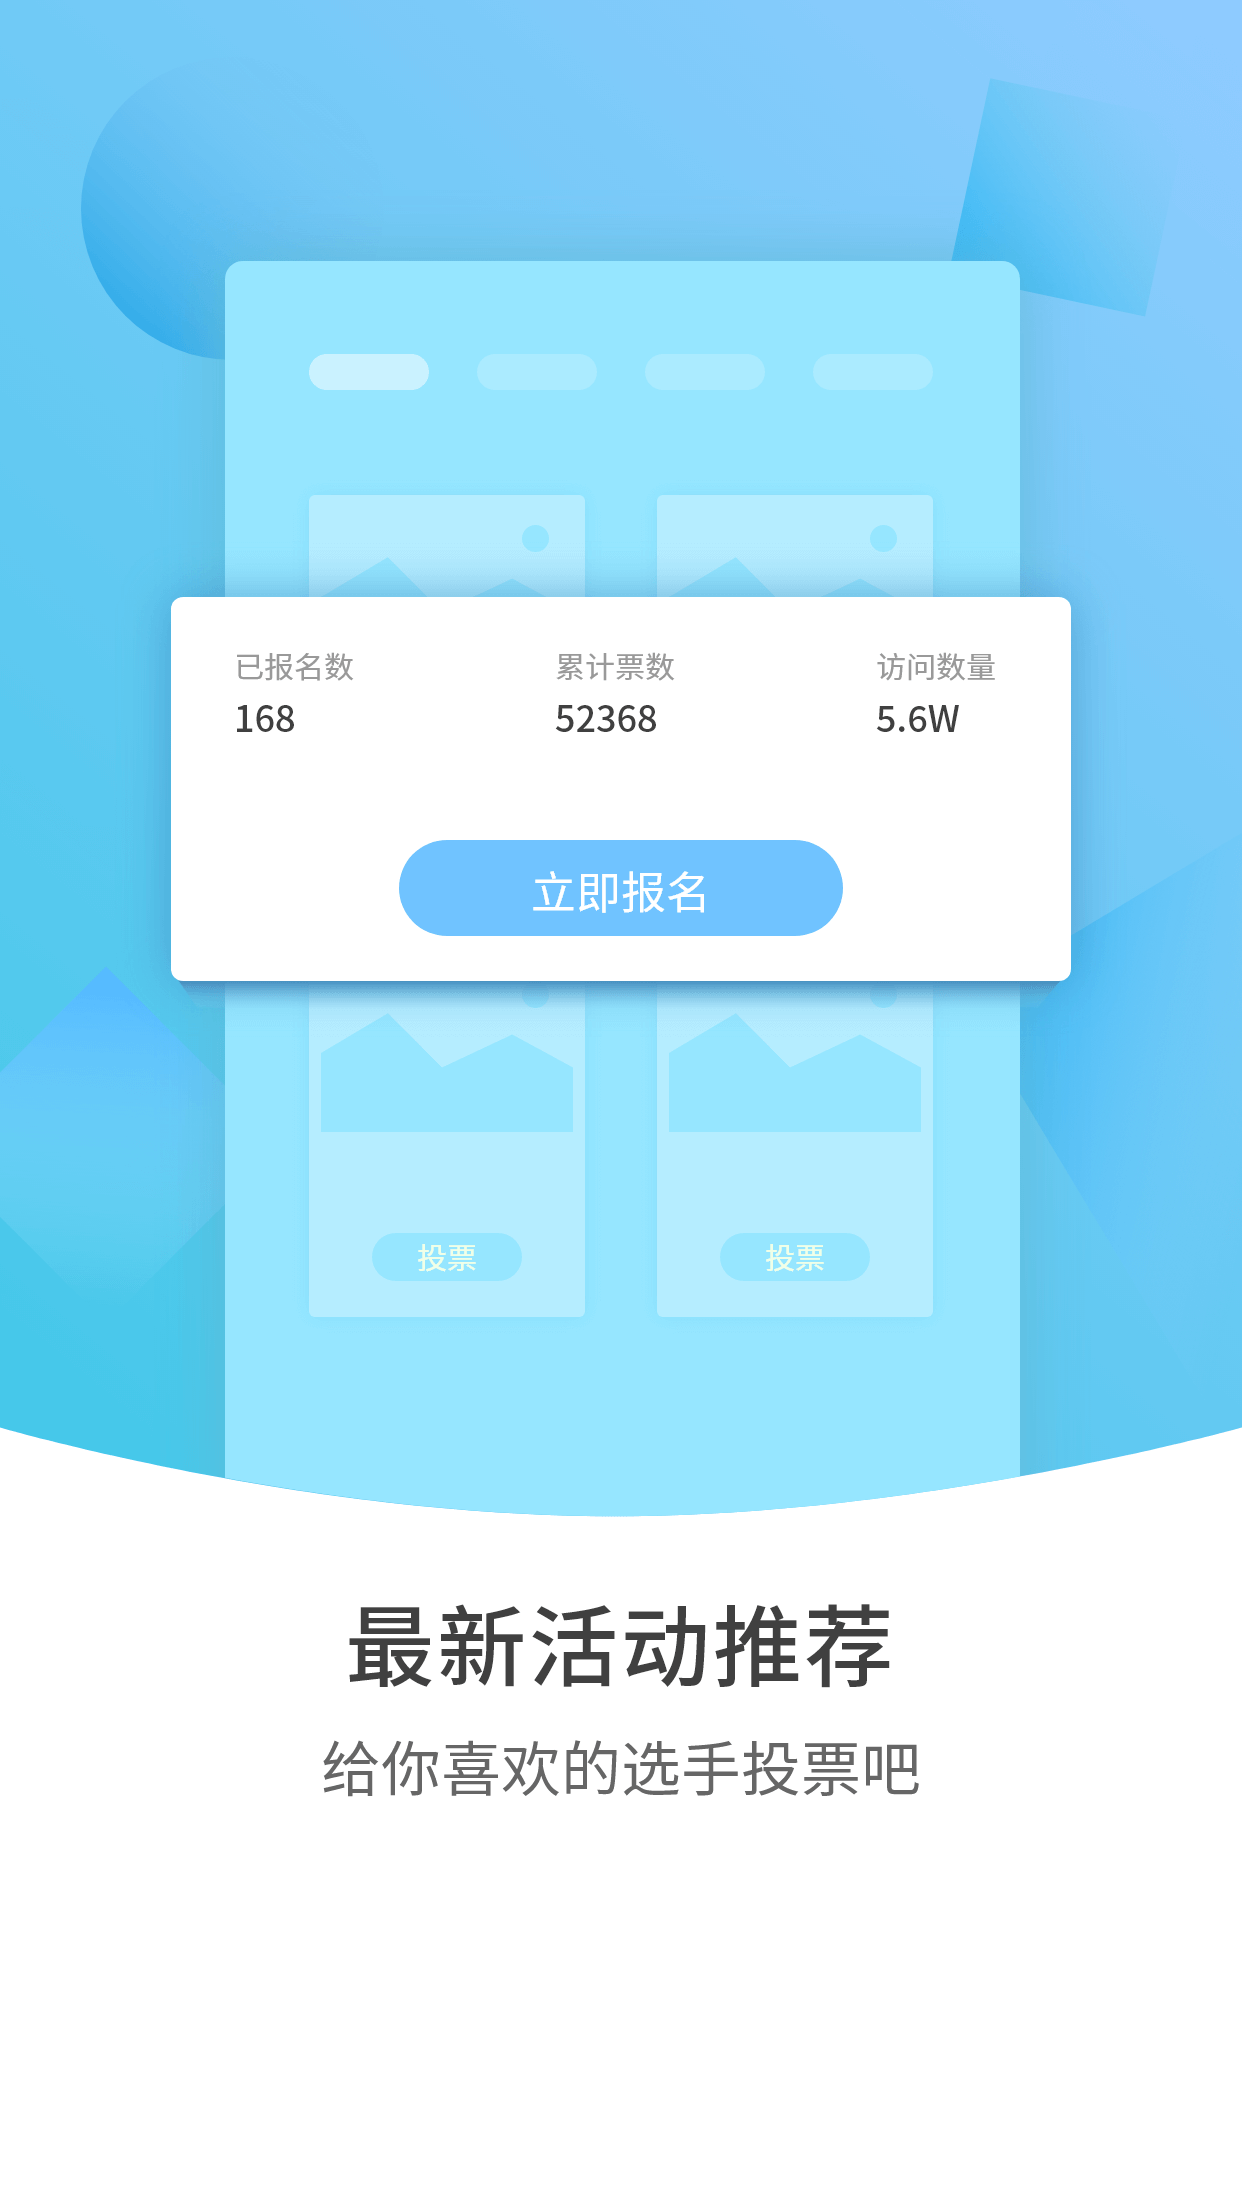 已报名数 累计票数 访问数量
168 52368 5.6W
立即报名
投票 投票
最新活动推荐
给你喜欢的选手投票吧